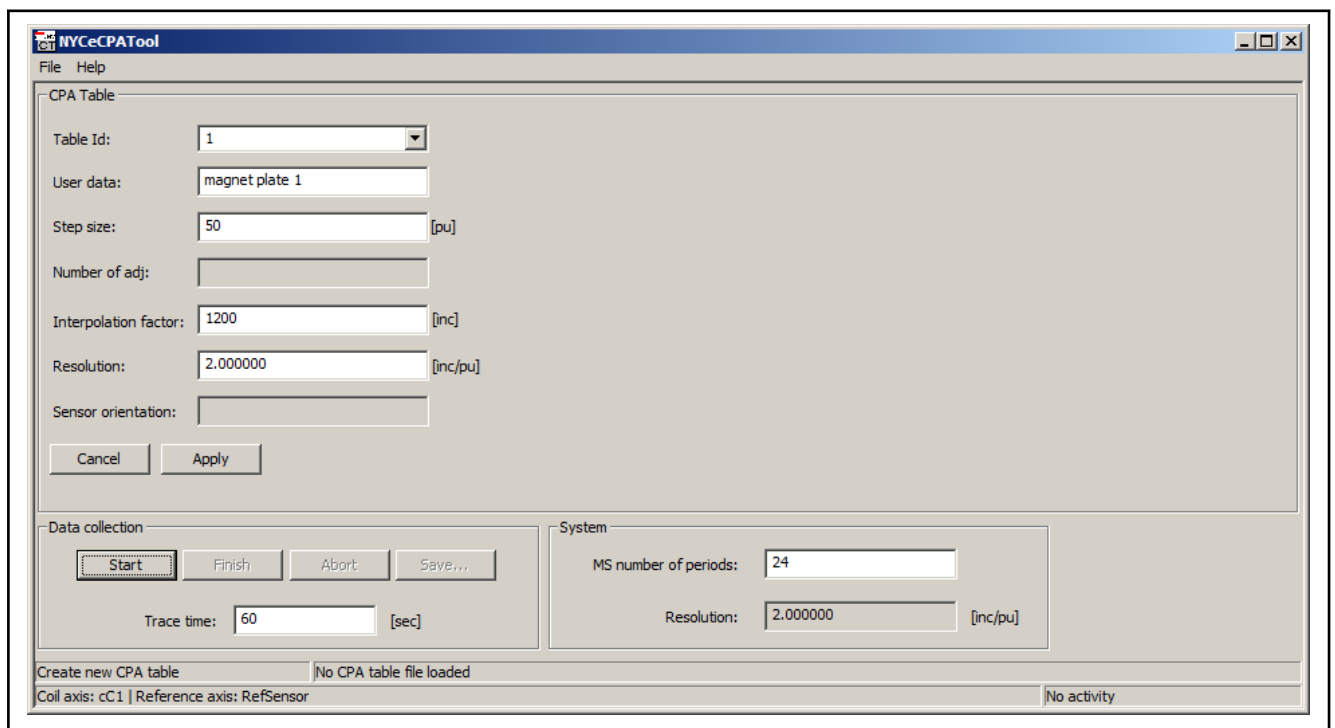 NYCeCPATool
File Help
CPA Table
Table Id: 1
User data: magnet plate 1
Step size: 50 [pu]
Number of adj:
Interpolation factor: 1200 [inc]
Resolution: 2.000000 [inc/pu]
Sensor orientation:
Cancel Apply
Data collection
Start Finish Abort Save...
Trace time: 60 [sec]
System
MS number of periods: 24
Resolution: 2.000000 [inc/pu]
Create new CPA table No CPA table file loaded
Coil axis: cC1 | Reference axis: RefSensor No activity